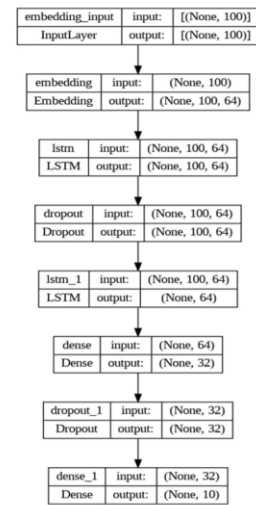 embedding_input input: [(None, 100)]
InputLayer output: [(None, 100)]
embedding input: (None, 100)
Embedding output: (None, 100, 64)
lstm input: (None, 100, 64)
LSTM output: (None, 100, 64)
dropout input: (None, 100, 64)
Dropout output: (None, 100, 64)
lstm_1 input: (None, 100, 64)
LSTM output: (None, 64)
dense input: (None, 64)
Dense output: (None, 32)
dropout_1 input: (None, 32)
Dropout output: (None, 32)
dense_1 input: (None, 32)
Dense output: (None, 10)